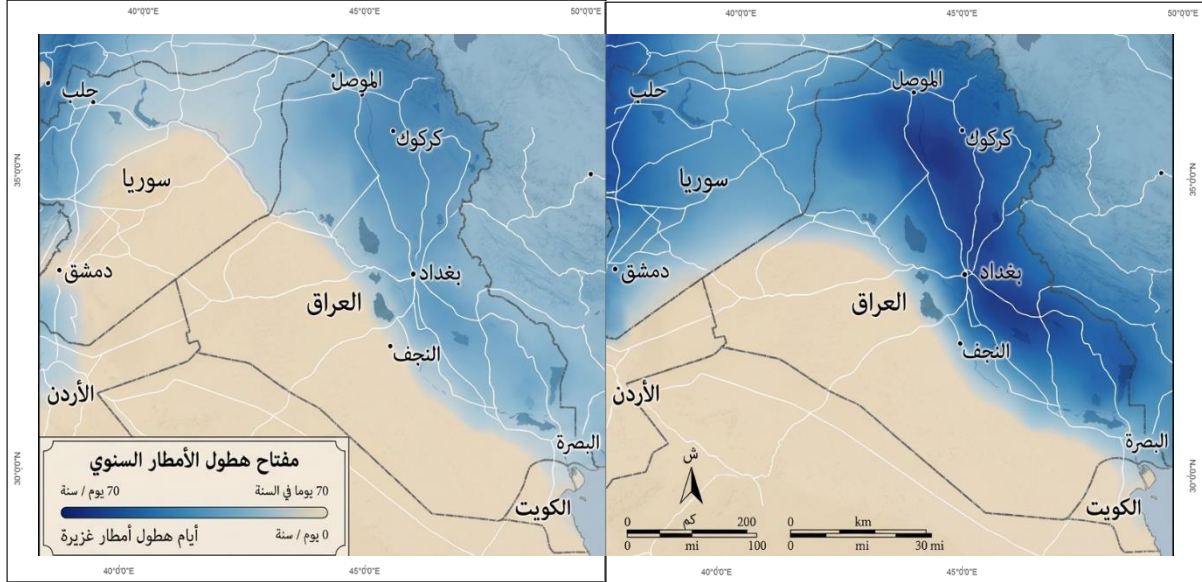 40°0'0"E 45°0'0"E 50°0'0"E
35°0'0"N
30°0'0"N
الموصل
حلب
كركوك
سوريا
دمشق
بغداد
العراق
النجف
الأردن
البصرة
الكويت
مفتاح هطول الأمطار السنوي
70 يوما في السنة 70 يوم / سنة
0 يوم / سنة أيام هطول أمطار غزيرة
40°0'0"E 45°0'0"E
40°0'0"E 45°0'0"E 50°0'0"E
35°0'0"N
30°0'0"N
الموصل
حلب
كركوك
سوريا
دمشق
بغداد
العراق
النجف
الأردن
البصرة
الكويت
ش
0 كم 200
0 mi 100
0 km
0 mi 30 mi
40°0'0"E 45°0'0"E